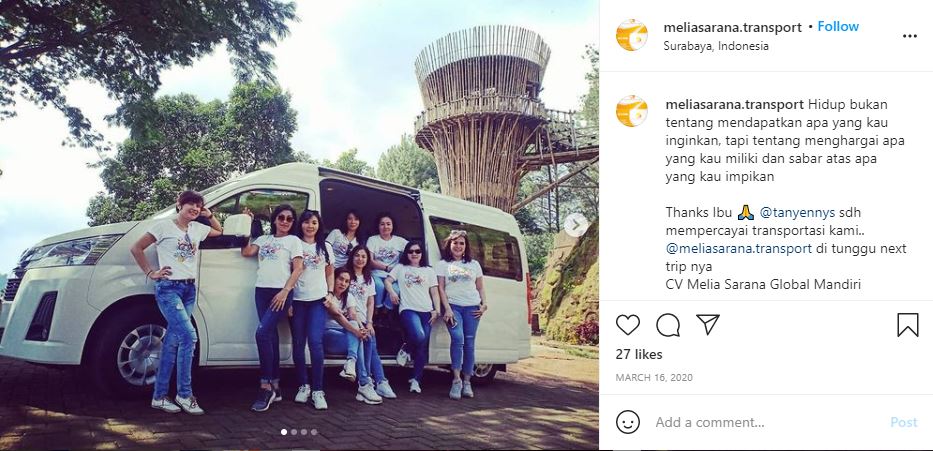 meliasarana.transport • Follow
Surabaya, Indonesia
meliasarana.transport Hidup bukan
tentang mendapatkan apa yang kau
inginkan, tapi tentang menghargai apa
yang kau miliki dan sabar atas apa
yang kau impikan
Thanks Ibu 🙏 @tanyennys sdh
mempercayai transportasi kami..
@meliasarana.transport di tunggu next
trip nya
CV Melia Sarana Global Mandiri
27 likes
MARCH 16, 2020
Add a comment...
Post